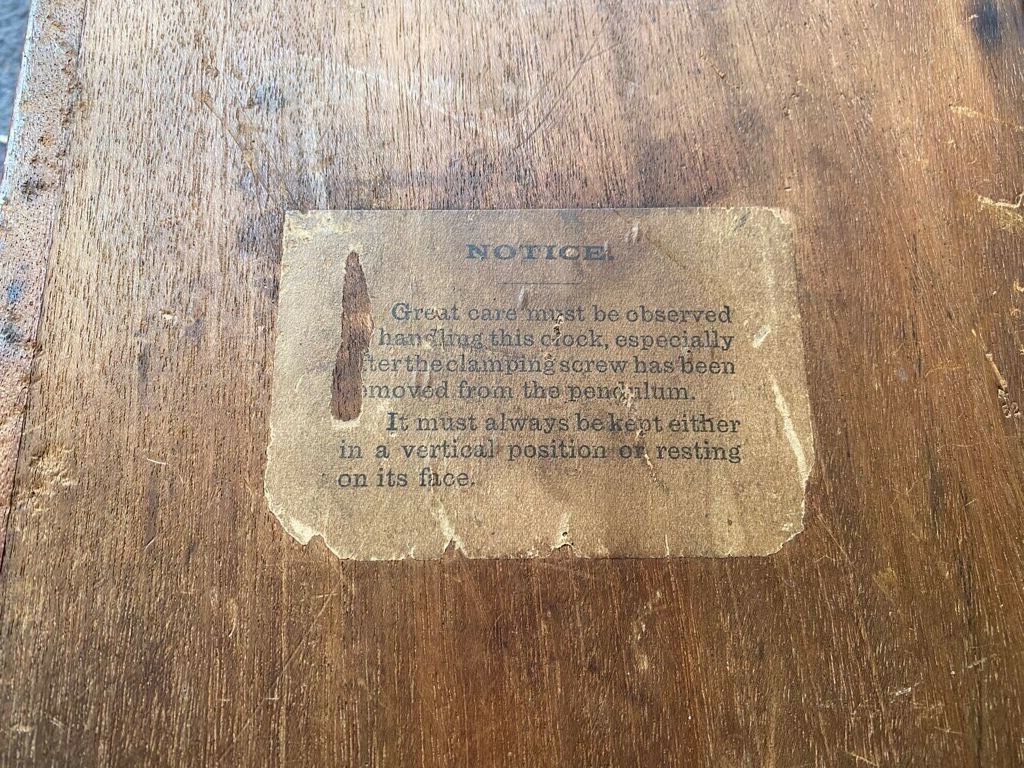 NOTICE.
Great care must be observed
handling this clock, especially
fter the clamping screw has been
emoved from the pendulum.
It must always be kept either
in a vertical position or resting
on its face.